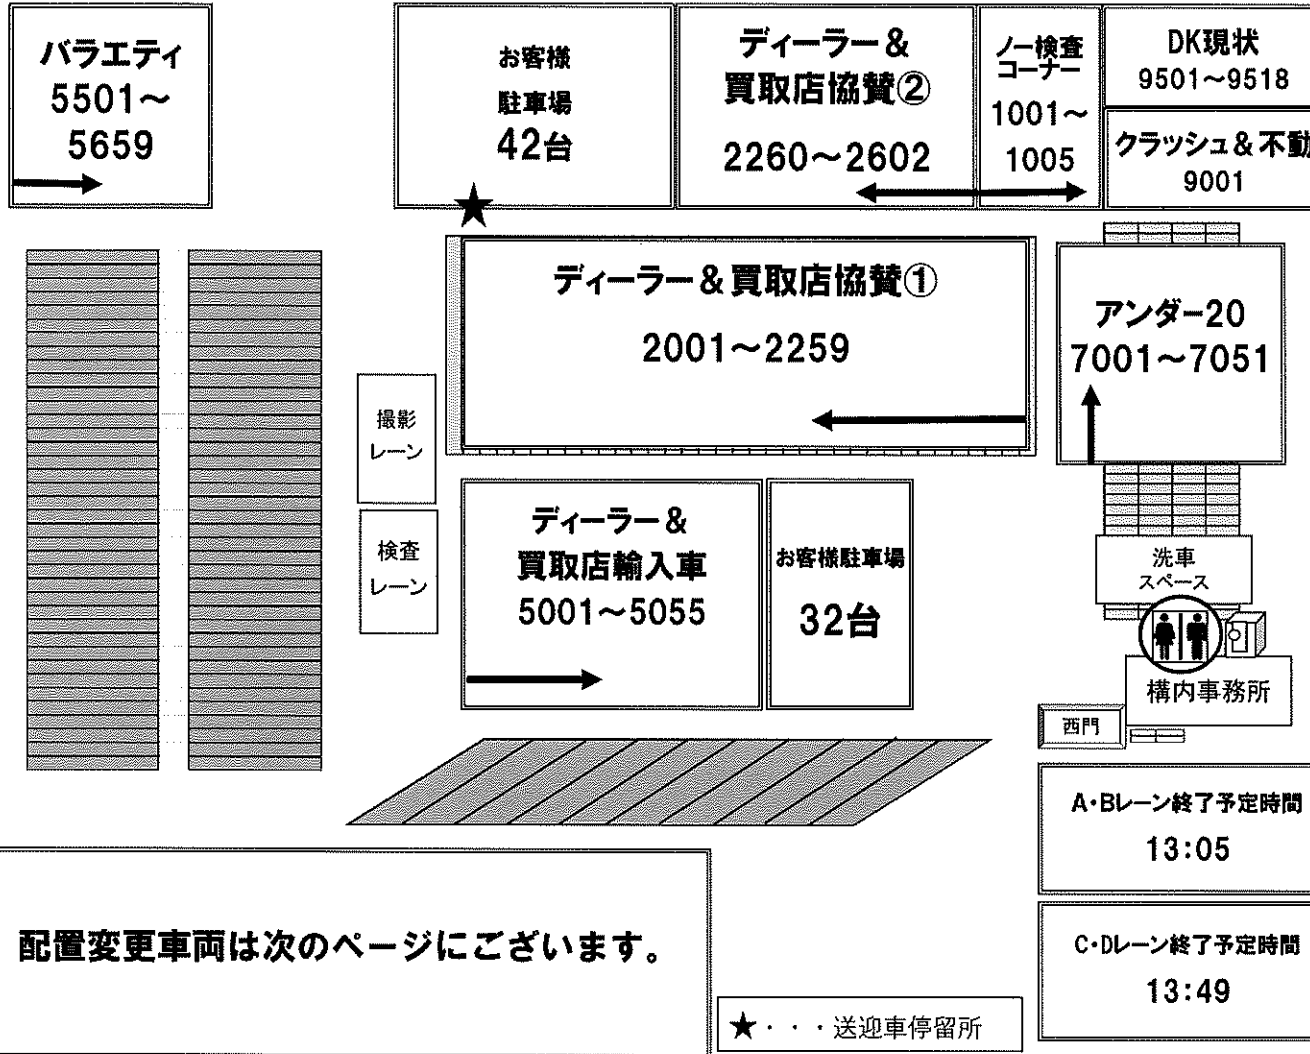 バラエティ
5501～
5659
お客様
駐車場
42台
ディーラー＆
買取店協賛②
2260～2602
ノー検査
コーナー
1001～
1005
DK現状
9501～9518
クラッシュ＆不動
9001
ディーラー＆買取店協賛①
2001～2259
アンダー20
7001～7051
撮影
レーン
検査
レーン
ディーラー＆
買取店輸入車
5001～5055
お客様駐車場
32台
洗車
スペース
構内事務所
西門
A・Bレーン終了予定時間
13:05
C・Dレーン終了予定時間
13:49
配置変更車両は次のページにございます。
★・・・送迎車停留所